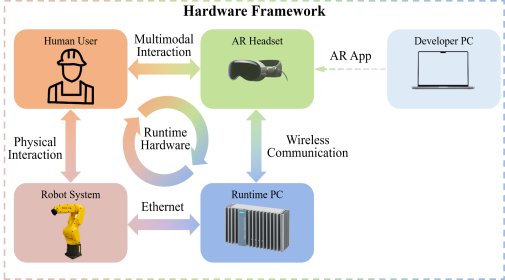 Hardware Framework
Human User
Multimodal
Interaction
AR Headset
AR App
Developer PC
Physical
Interaction
Runtime
Hardware
Wireless
Communication
Robot System
Ethernet
Runtime PC